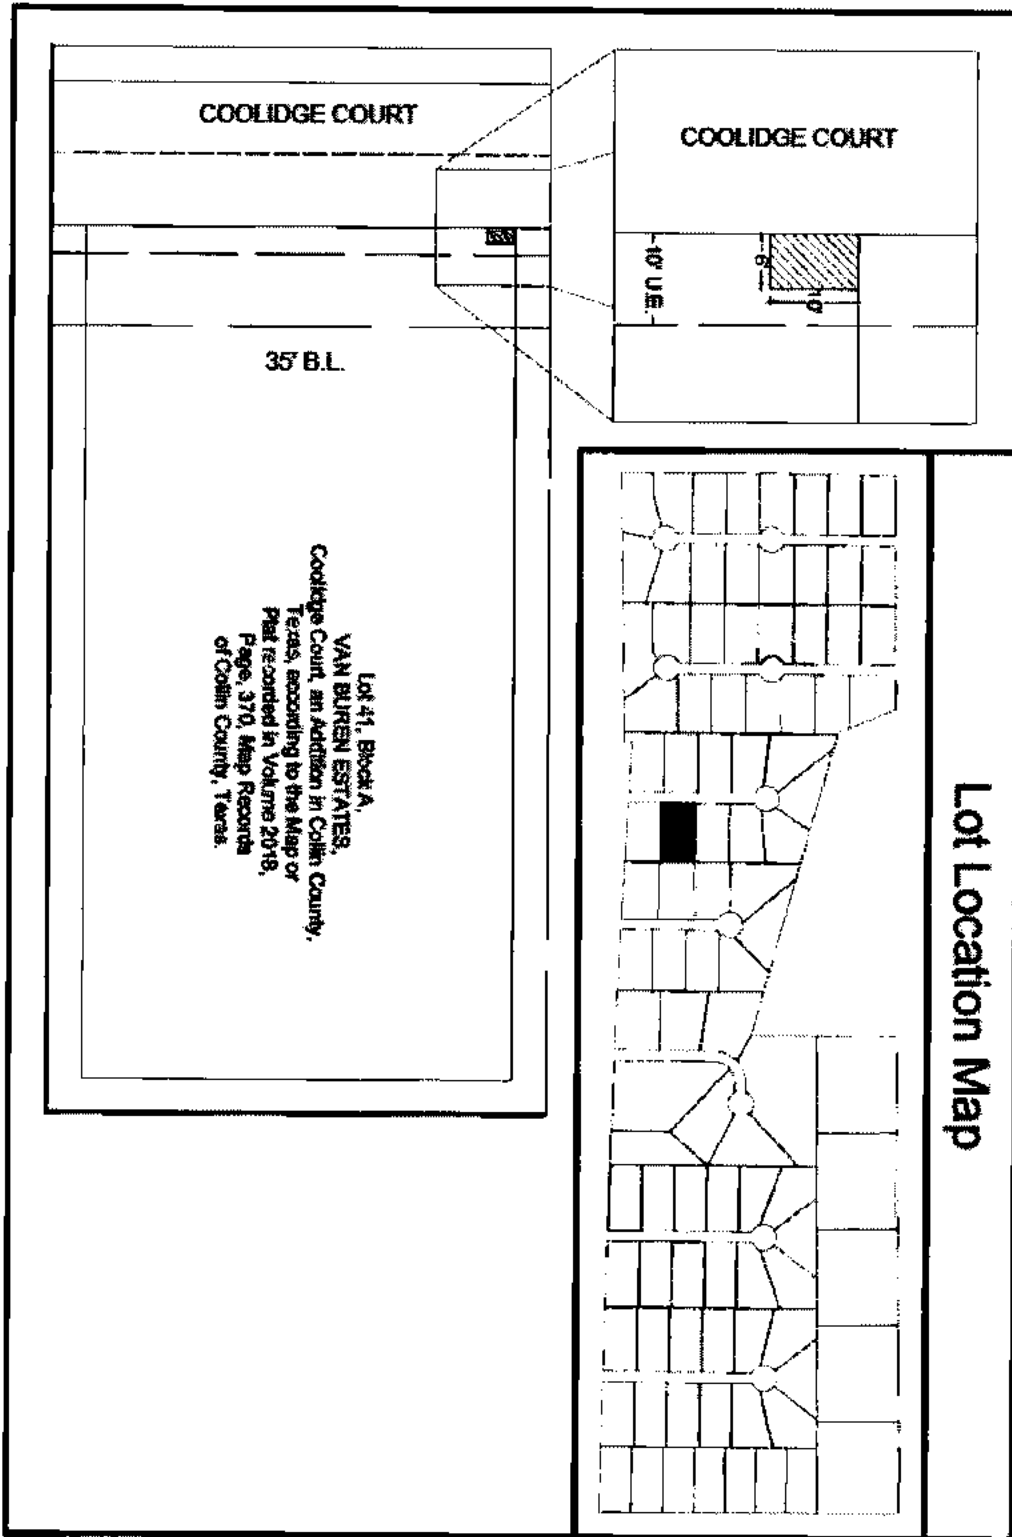 COOLIDGE COURT
COOLIDGE COURT
10' U.E.
6'
10'
35' B.L.
Lot 41, Block A,
VAN BUREN ESTATES,
Coolidge Court, an Addition in Collin County,
Texas, according to the Map or
Plat recorded in Volume 2018,
Page, 370, Map Records
of Collin County, Texas.
Lot Location Map